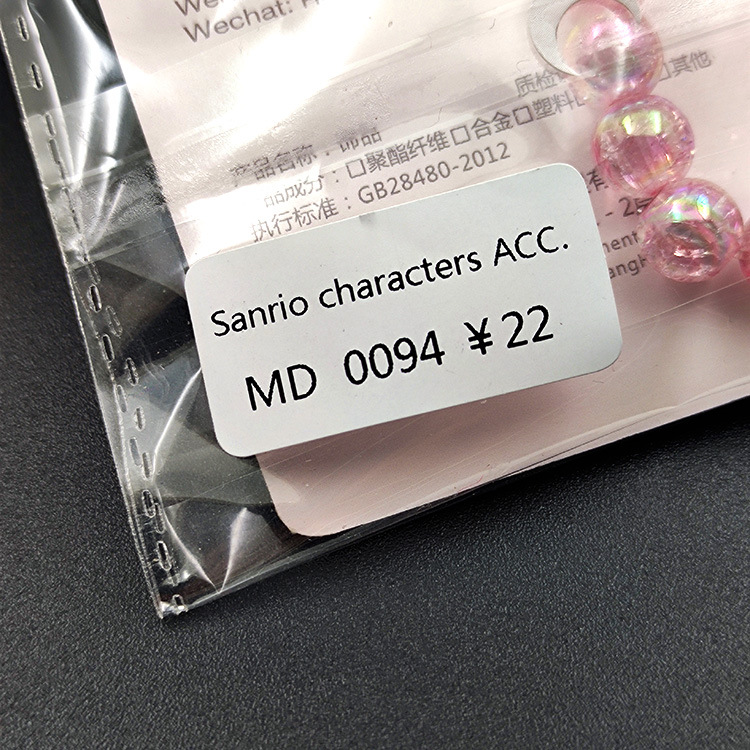 Wechat:
质检
其他
产品名称：饰品
品成分：口聚酯纤维口合金口塑料口
执行标准：GB28480-2012
Sanrio characters ACC.
MD 0094 ¥22